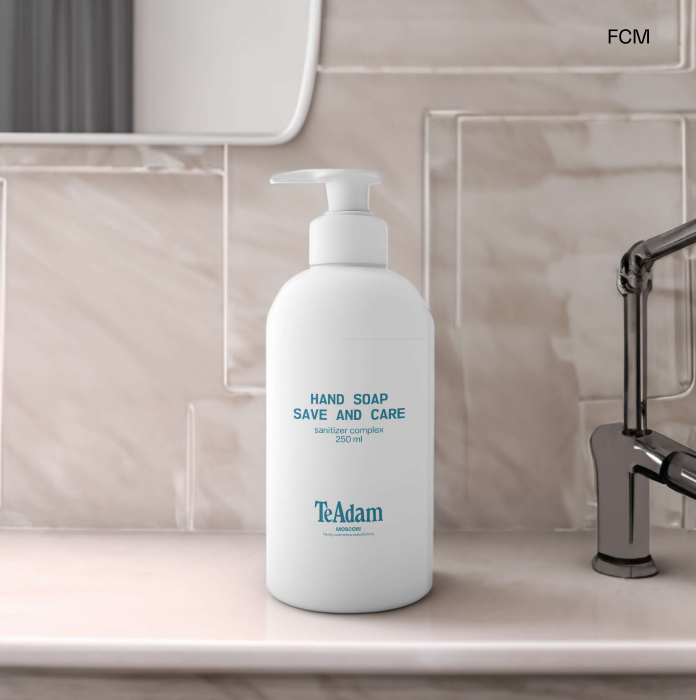 FCM
HAND SOAP
SAVE AND CARE
sanitizer complex
250 ml
TeAdam
MOSCOW